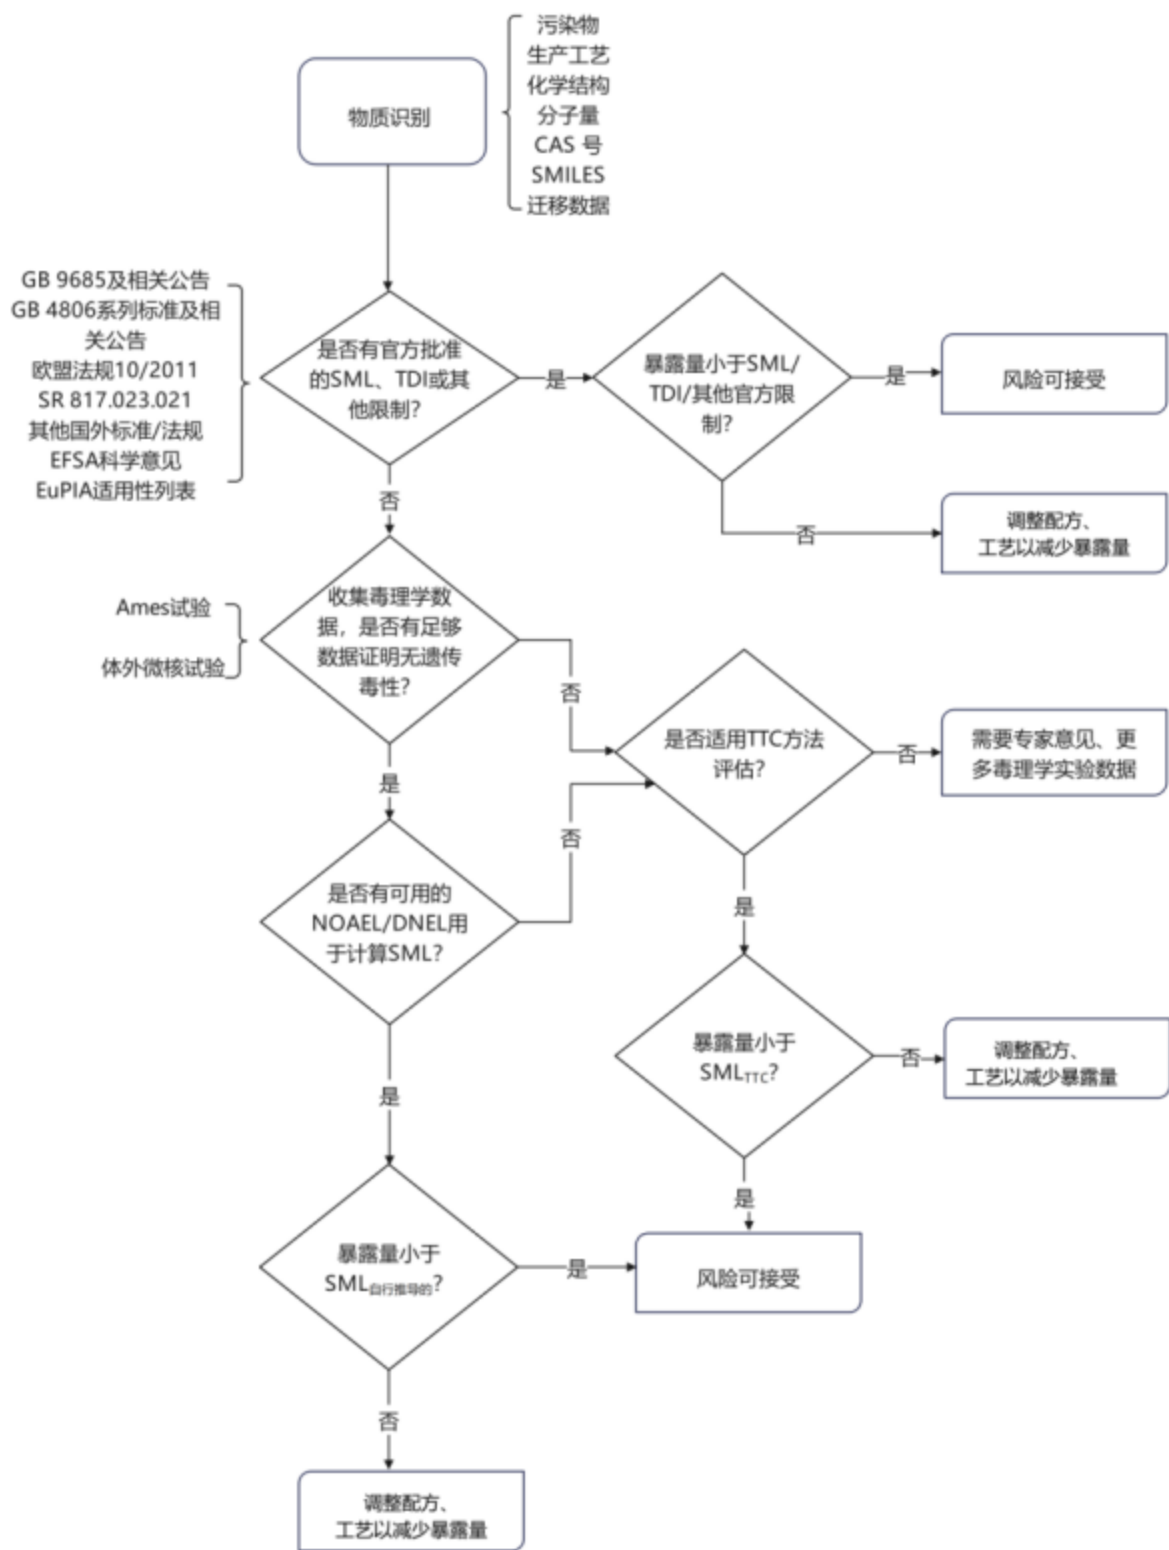 污染物
生产工艺
化学结构
分子量
CAS 号
SMILES
迁移数据
物质识别
GB 9685及相关公告
GB 4806系列标准及相
关公告
欧盟法规10/2011
SR 817.023.021
其他国外标准/法规
EFSA科学意见
EuPIA适用性列表
是否有官方批准
的SML、TDI或其
他限制?
是
暴露量小于SML/
TDI/其他官方限
制?
是
风险可接受
否
调整配方、
工艺以减少暴露量
否
Ames试验
体外微核试验
收集毒理学数
据，是否有足够
数据证明无遗传
毒性?
否
是否适用TTC方法
评估?
否
需要专家意见、更
多毒理学实验数据
是
否
是否有可用的
NOAEL/DNEL用
于计算SML?
是
暴露量小于
SMLTTC?
否
调整配方、
工艺以减少暴露量
是
是
暴露量小于
SML自行推导的?
是
风险可接受
否
调整配方、
工艺以减少暴露量